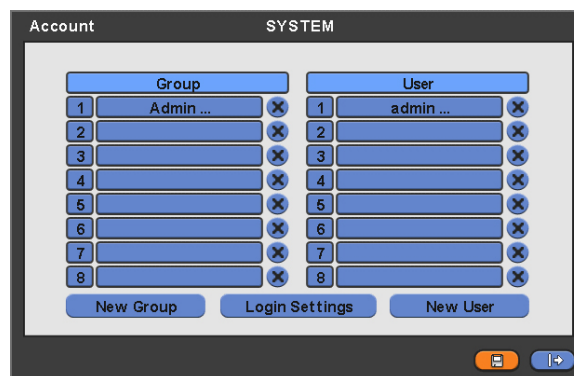 Account SYSTEM
Group User
1 Admin ... 1 admin ...
2 2
3 3
4 4
5 5
6 6
7 7
8 8
New Group Login Settings New User